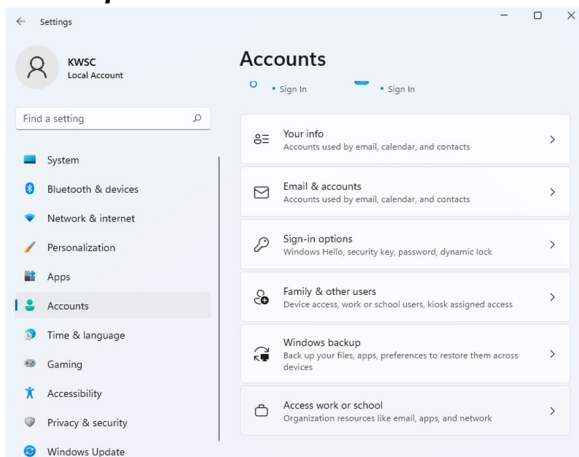 Settings
KWSC
Local Account
Find a setting
System
Bluetooth & devices
Network & internet
Personalization
Apps
Accounts
Time & language
Gaming
Accessibility
Privacy & security
Windows Update
Accounts
• Sign In • Sign In
Your info
Accounts used by email, calendar, and contacts
Email & accounts
Accounts used by email, calendar, and contacts
Sign-in options
Windows Hello, security key, password, dynamic lock
Family & other users
Device access, work or school users, kiosk assigned access
Windows backup
Back up your files, apps, preferences to restore them across
devices
Access work or school
Organization resources like email, apps, and network